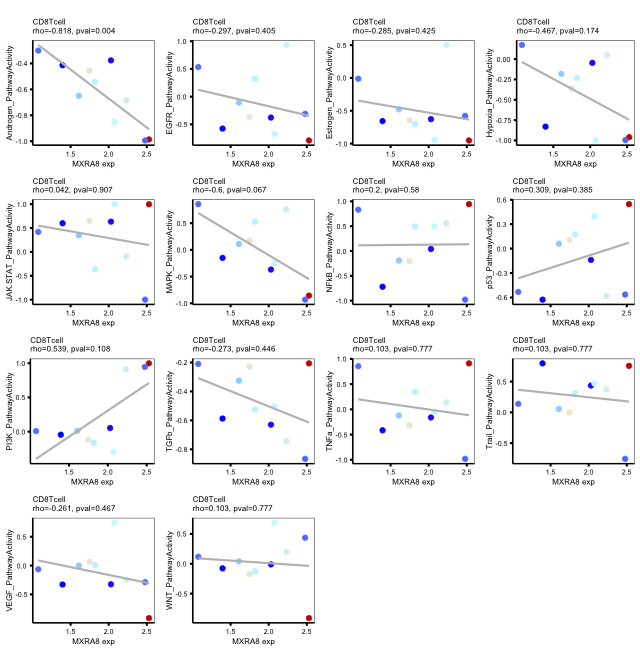 CD8Tcell
rho=-0.818, pval=0.004
Androgen_PathwayActivity
-0.4
-0.6
-0.8
-1.0
1.5
2.0
2.5
MXRA8 exp
CD8Tcell
rho=-0.297, pval=0.405
EGFR_PathwayActivity
1.0
0.5
0.0
-0.5
1.5
2.0
2.5
MXRA8 exp
CD8Tcell
rho=-0.285, pval=0.425
Estrogen_PathwayActivity
0.5
0.0
-0.5
-1.0
1.5
2.0
2.5
MXRA8 exp
CD8Tcell
rho=-0.467, pval=0.174
Hypoxia_PathwayActivity
0.00
-0.25
-0.50
-0.75
-1.00
1.5
2.0
2.5
MXRA8 exp
CD8Tcell
rho=0.042, pval=0.907
JAK-STAT_PathwayActivity
1.0
0.5
0.0
-0.5
-1.0
1.5
2.0
2.5
MXRA8 exp
CD8Tcell
rho=-0.6, pval=0.067
MAPK_PathwayActivity
0.5
0.0
-0.5
-1.0
1.5
2.0
2.5
MXRA8 exp
CD8Tcell
rho=0.2, pval=0.58
NFkB_PathwayActivity
1.0
0.5
0.0
-0.5
-1.0
1.5
2.0
2.5
MXRA8 exp
CD8Tcell
rho=0.309, pval=0.385
p53_PathwayActivity
0.6
0.3
0.0
-0.3
-0.6
1.5
2.0
2.5
MXRA8 exp
CD8Tcell
rho=0.539, pval=0.108
PI3K_PathwayActivity
1.0
0.5
0.0
1.5
2.0
2.5
MXRA8 exp
CD8Tcell
rho=-0.273, pval=0.446
TGFb_PathwayActivity
-0.2
-0.4
-0.6
-0.8
1.5
2.0
2.5
MXRA8 exp
CD8Tcell
rho=0.103, pval=0.777
TNFa_PathwayActivity
1.0
0.5
0.0
-0.5
-1.0
1.5
2.0
2.5
MXRA8 exp
CD8Tcell
rho=0.103, pval=0.777
Trail_PathwayActivity
0.5
0.0
-0.5
1.5
2.0
2.5
MXRA8 exp
CD8Tcell
rho=-0.261, pval=0.467
VEGF_PathwayActivity
0.5
0.0
-0.5
1.5
2.0
2.5
MXRA8 exp
CD8Tcell
rho=0.103, pval=0.777
WNT_PathwayActivity
0.5
0.0
-0.5
1.5
2.0
2.5
MXRA8 exp